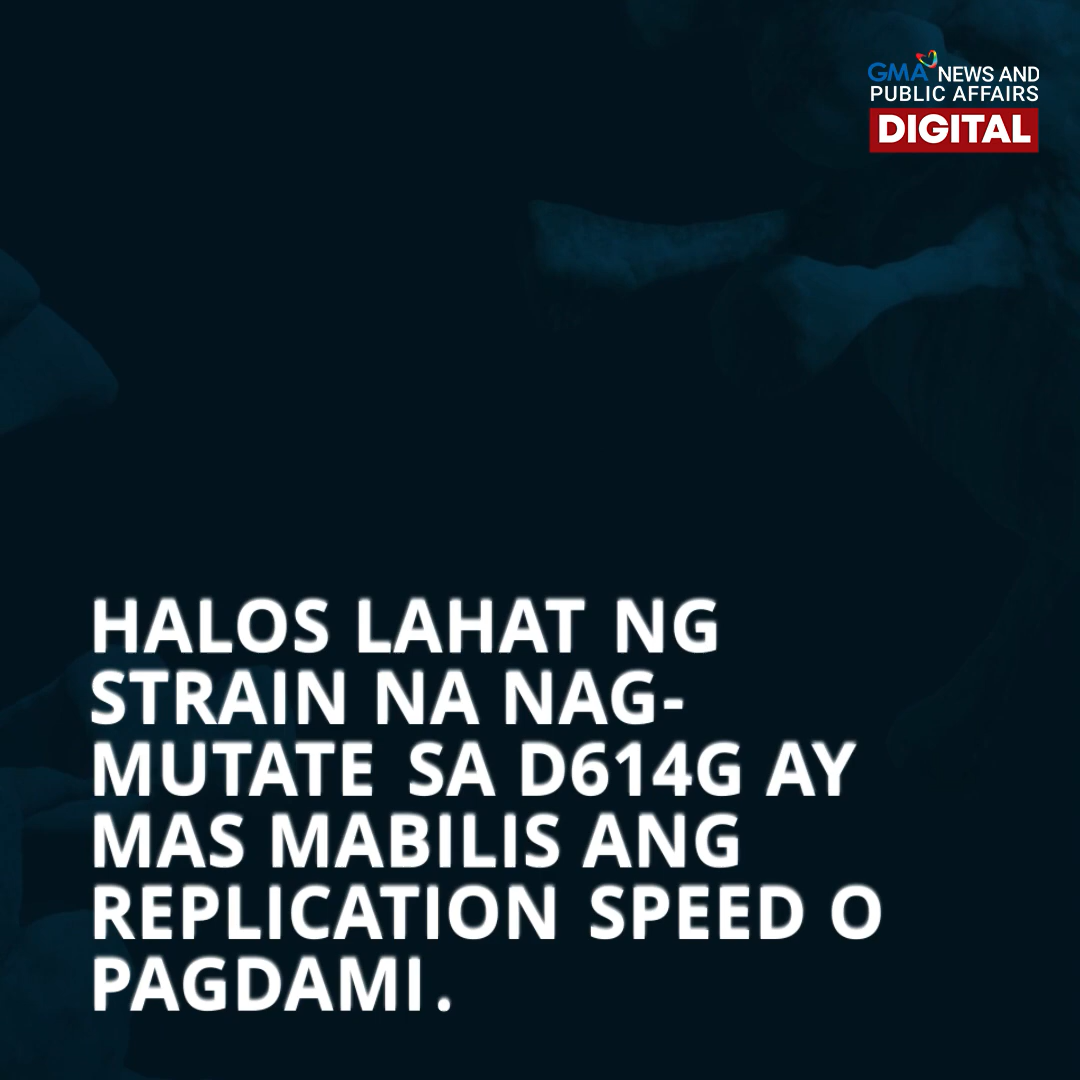 GMA NEWS AND
PUBLIC AFFAIRS
DIGITAL
HALOS LAHAT NG
STRAIN NA NAG-
MUTATE SA D614G AY
MAS MABILIS ANG
REPLICATION SPEED O
PAGDAMI.